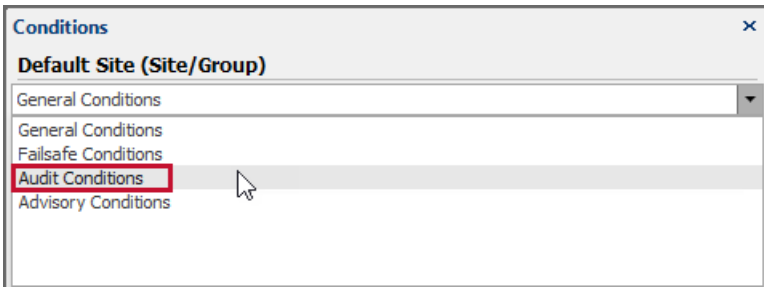 Conditions
Default Site (Site/Group)
General Conditions
General Conditions
Failsafe Conditions
Audit Conditions
Advisory Conditions